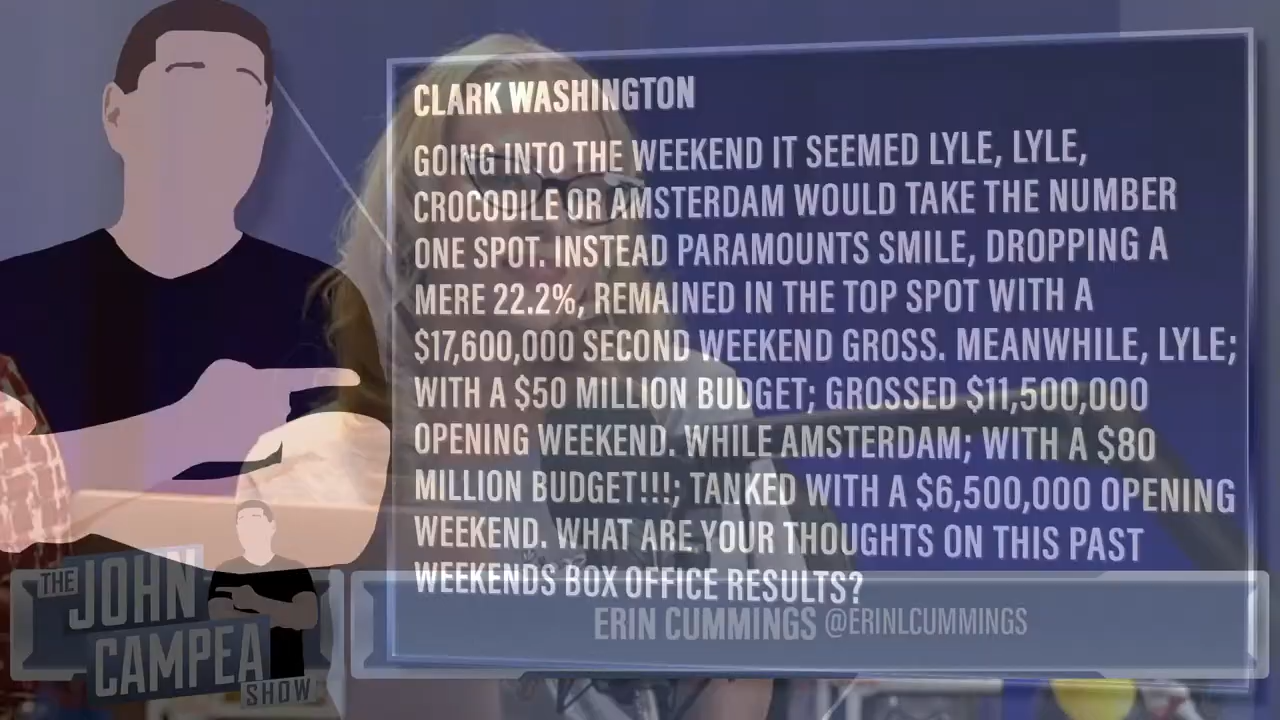 CLARK WASHINGTON
GOING INTO THE WEEKEND IT SEEMED LYLE, LYLE,
CROCODILE OR AMSTERDAM WOULD TAKE THE NUMBER
ONE SPOT. INSTEAD PARAMOUNTS SMILE, DROPPING A
MERE 22.2%, REMAINED IN THE TOP SPOT WITH A
$17,600,000 SECOND WEEKEND GROSS. MEANWHILE, LYLE;
WITH A $50 MILLION BUDGET; GROSSED $11,500,000
OPENING WEEKEND. WHILE AMSTERDAM; WITH A $80
MILLION BUDGET!!!; TANKED WITH A $6,500,000 OPENING
WEEKEND. WHAT ARE YOUR THOUGHTS ON THIS PAST
WEEKENDS BOX OFFICE RESULTS?
ERIN CUMMINGS @ERINLCUMMINGS
THE
JOHN
CAMPEA
SHOW